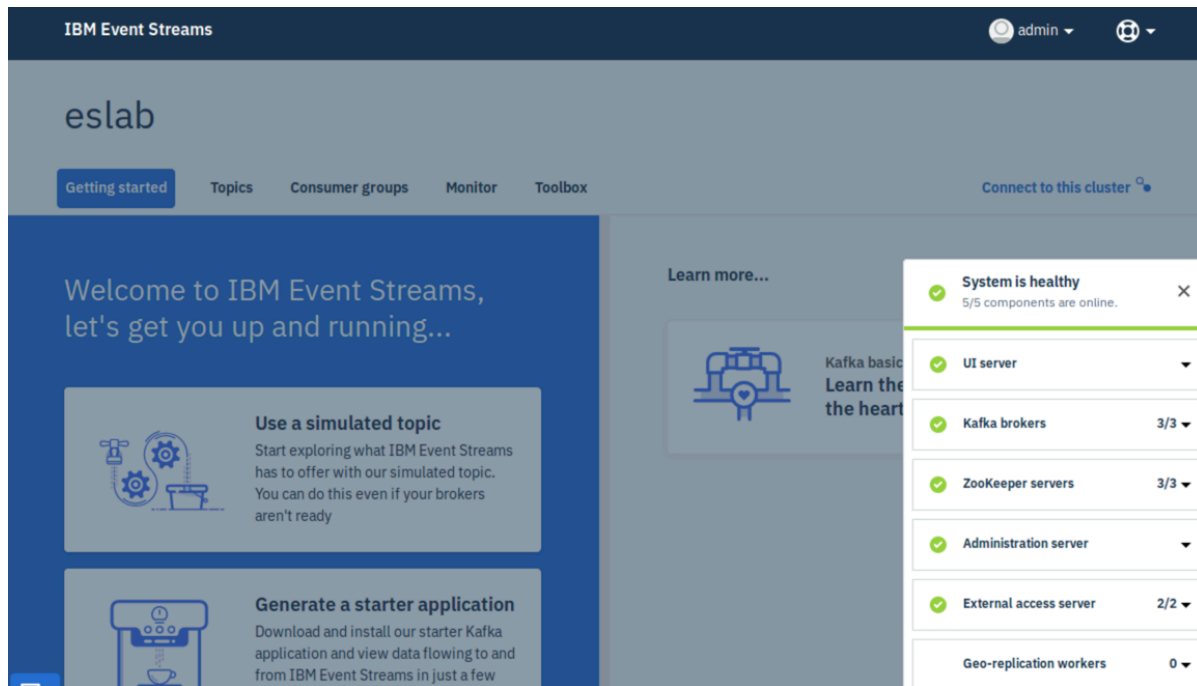 IBM Event Streams
admin
eslab
Getting started
Topics
Consumer groups
Monitor
Toolbox
Connect to this cluster
Welcome to IBM Event Streams,
let's get you up and running...
Use a simulated topic
Start exploring what IBM Event Streams
has to offer with our simulated topic.
You can do this even if your brokers
aren't ready
Generate a starter application
Download and install our starter Kafka
application and view data flowing to and
from IBM Event Streams in just a few
Learn more...
Kafka basic
Learn the
the heart
System is healthy
5/5 components are online.
UI server
Kafka brokers 3/3
ZooKeeper servers 3/3
Administration server
External access server 2/2
Geo-replication workers 0